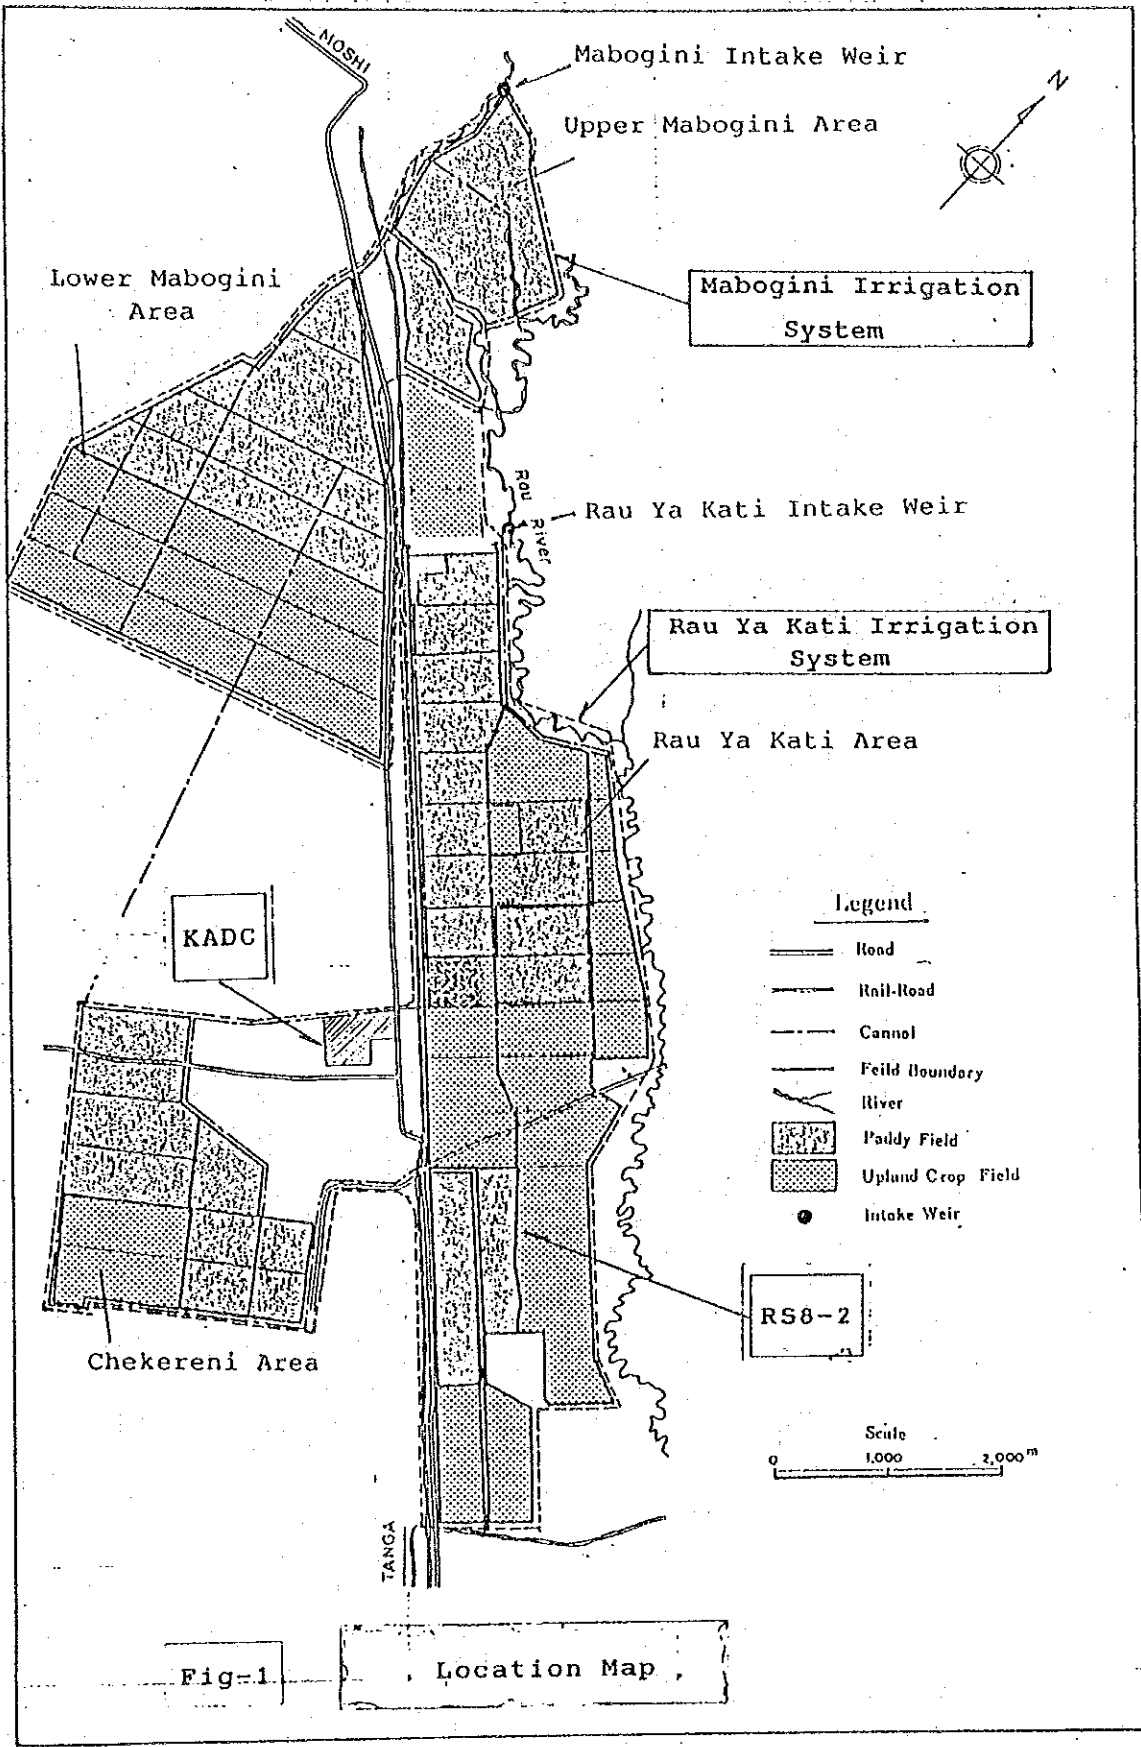 MOSHI
Mabogini Intake Weir
N
Upper Mabogini Area
Lower Mabogini
Area
Mabogini Irrigation
System
Rau
River
Rau Ya Kati Intake Weir
Rau Ya Kati Irrigation
System
Rau Ya Kati Area
KADC
Legend
Road
Rail-Road
Cannol
Feild Boundary
River
Paddy Field
Upland Crop Field
Intake Weir
RS8-2
Chekereni Area
Scale
0 1,000 2,000 m
TANGA
Fig-1
Location Map